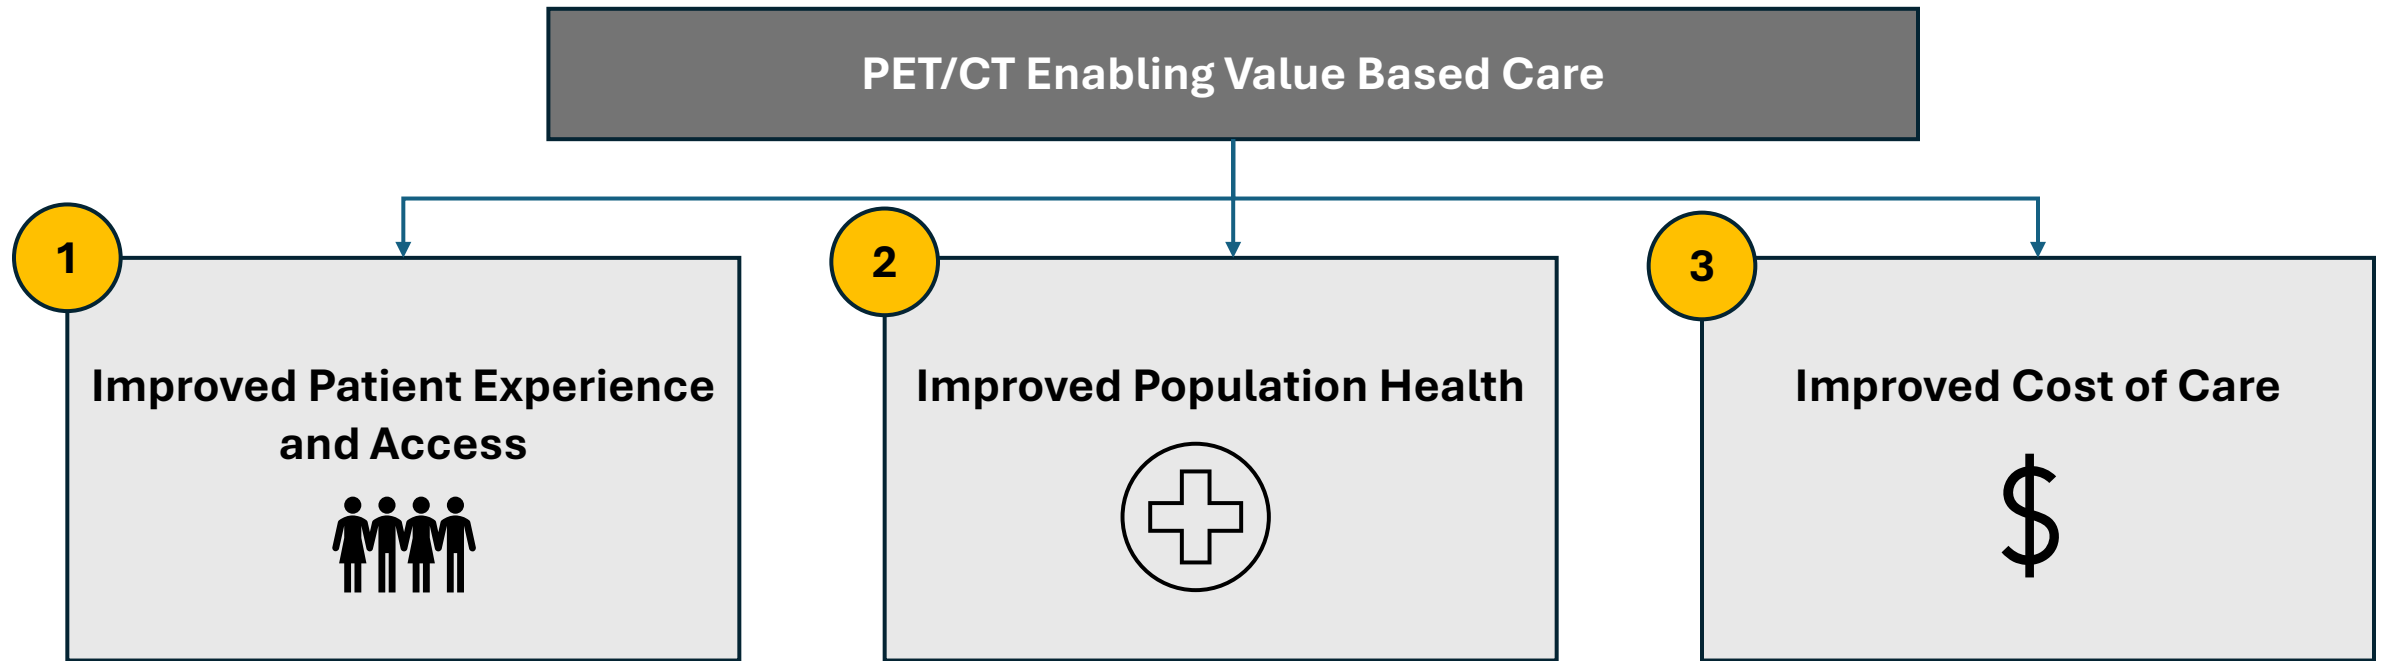 PET/CT Enabling Value Based Care
1
Improved Patient Experience
and Access
2
Improved Population Health
3
Improved Cost of Care
$